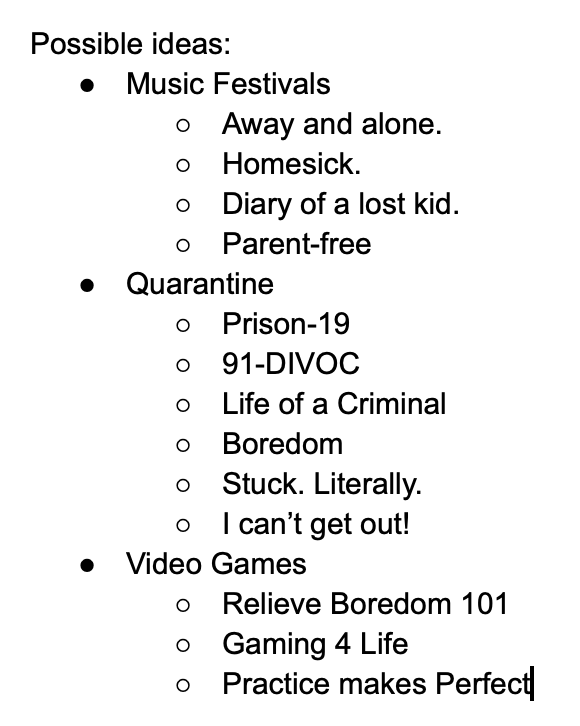 Possible ideas:
● Music Festivals
○ Away and alone.
○ Homesick.
○ Diary of a lost kid.
○ Parent-free
● Quarantine
○ Prison-19
○ 91-DIVOC
○ Life of a Criminal
○ Boredom
○ Stuck. Literally.
○ I can’t get out!
● Video Games
○ Relieve Boredom 101
○ Gaming 4 Life
○ Practice makes Perfect